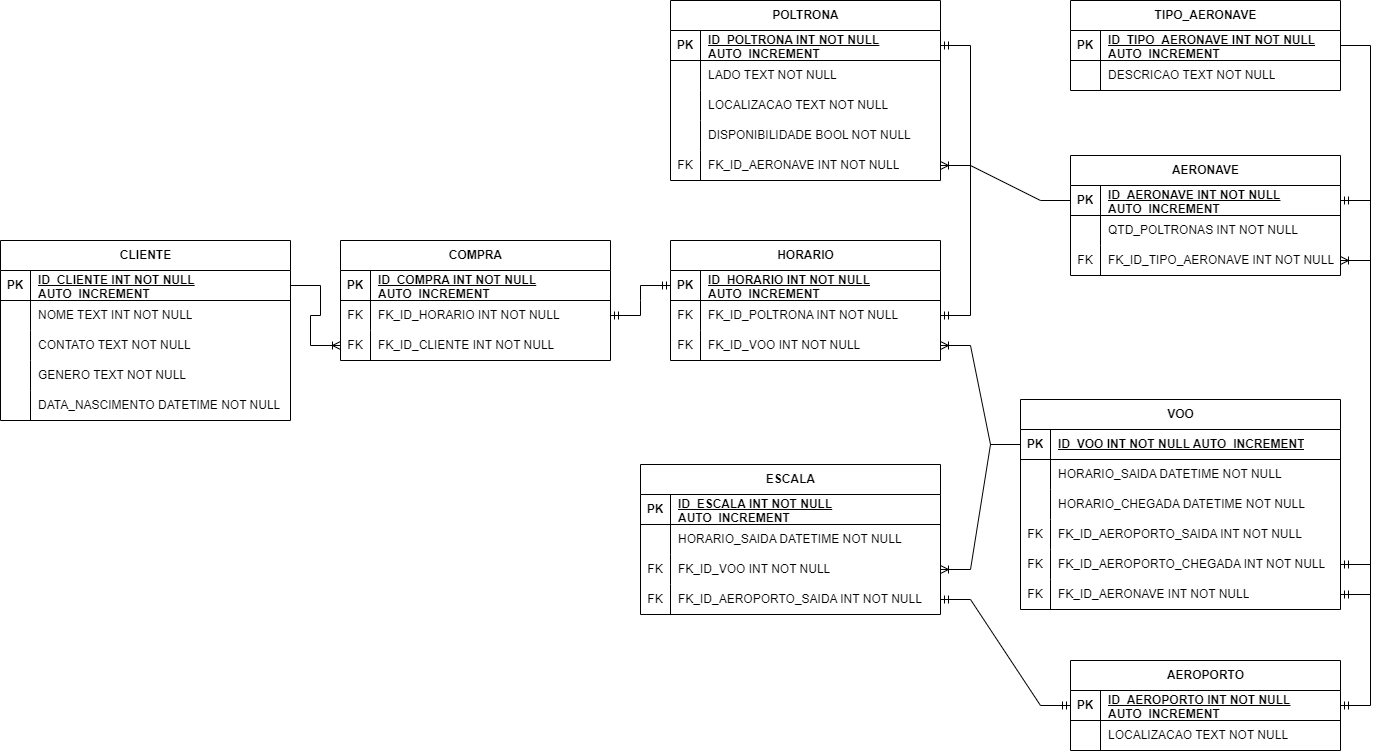 POLTRONA
PK
ID_POLTRONA INT NOT NULL
AUTO_INCREMENT
LADO TEXT NOT NULL
LOCALIZACAO TEXT NOT NULL
DISPONIBILIDADE BOOL NOT NULL
FK FK_ID_AERONAVE INT NOT NULL
TIPO_AERONAVE
PK
ID_TIPO_AERONAVE INT NOT NULL
AUTO_INCREMENT
DESCRICAO TEXT NOT NULL
AERONAVE
PK
ID_AERONAVE INT NOT NULL
AUTO_INCREMENT
QTD_POLTRONAS INT NOT NULL
FK FK_ID_TIPO_AERONAVE INT NOT NULL
CLIENTE
PK
ID_CLIENTE INT NOT NULL
AUTO_INCREMENT
NOME TEXT INT NOT NULL
CONTATO TEXT NOT NULL
GENERO TEXT NOT NULL
DATA_NASCIMENTO DATETIME NOT NULL
COMPRA
PK
ID_COMPRA INT NOT NULL
AUTO_INCREMENT
FK FK_ID_HORARIO INT NOT NULL
FK FK_ID_CLIENTE INT NOT NULL
HORARIO
PK
ID_HORARIO INT NOT NULL
AUTO_INCREMENT
FK FK_ID_POLTRONA INT NOT NULL
FK FK_ID_VOO INT NOT NULL
VOO
PK ID_VOO INT NOT NULL AUTO_INCREMENT
HORARIO_SAIDA DATETIME NOT NULL
HORARIO_CHEGADA DATETIME NOT NULL
FK FK_ID_AEROPORTO_SAIDA INT NOT NULL
FK FK_ID_AEROPORTO_CHEGADA INT NOT NULL
FK FK_ID_AERONAVE INT NOT NULL
ESCALA
PK
ID_ESCALA INT NOT NULL
AUTO_INCREMENT
HORARIO_SAIDA DATETIME NOT NULL
FK FK_ID_VOO INT NOT NULL
FK FK_ID_AEROPORTO_SAIDA INT NOT NULL
AEROPORTO
PK
ID_AEROPORTO INT NOT NULL
AUTO_INCREMENT
LOCALIZACAO TEXT NOT NULL